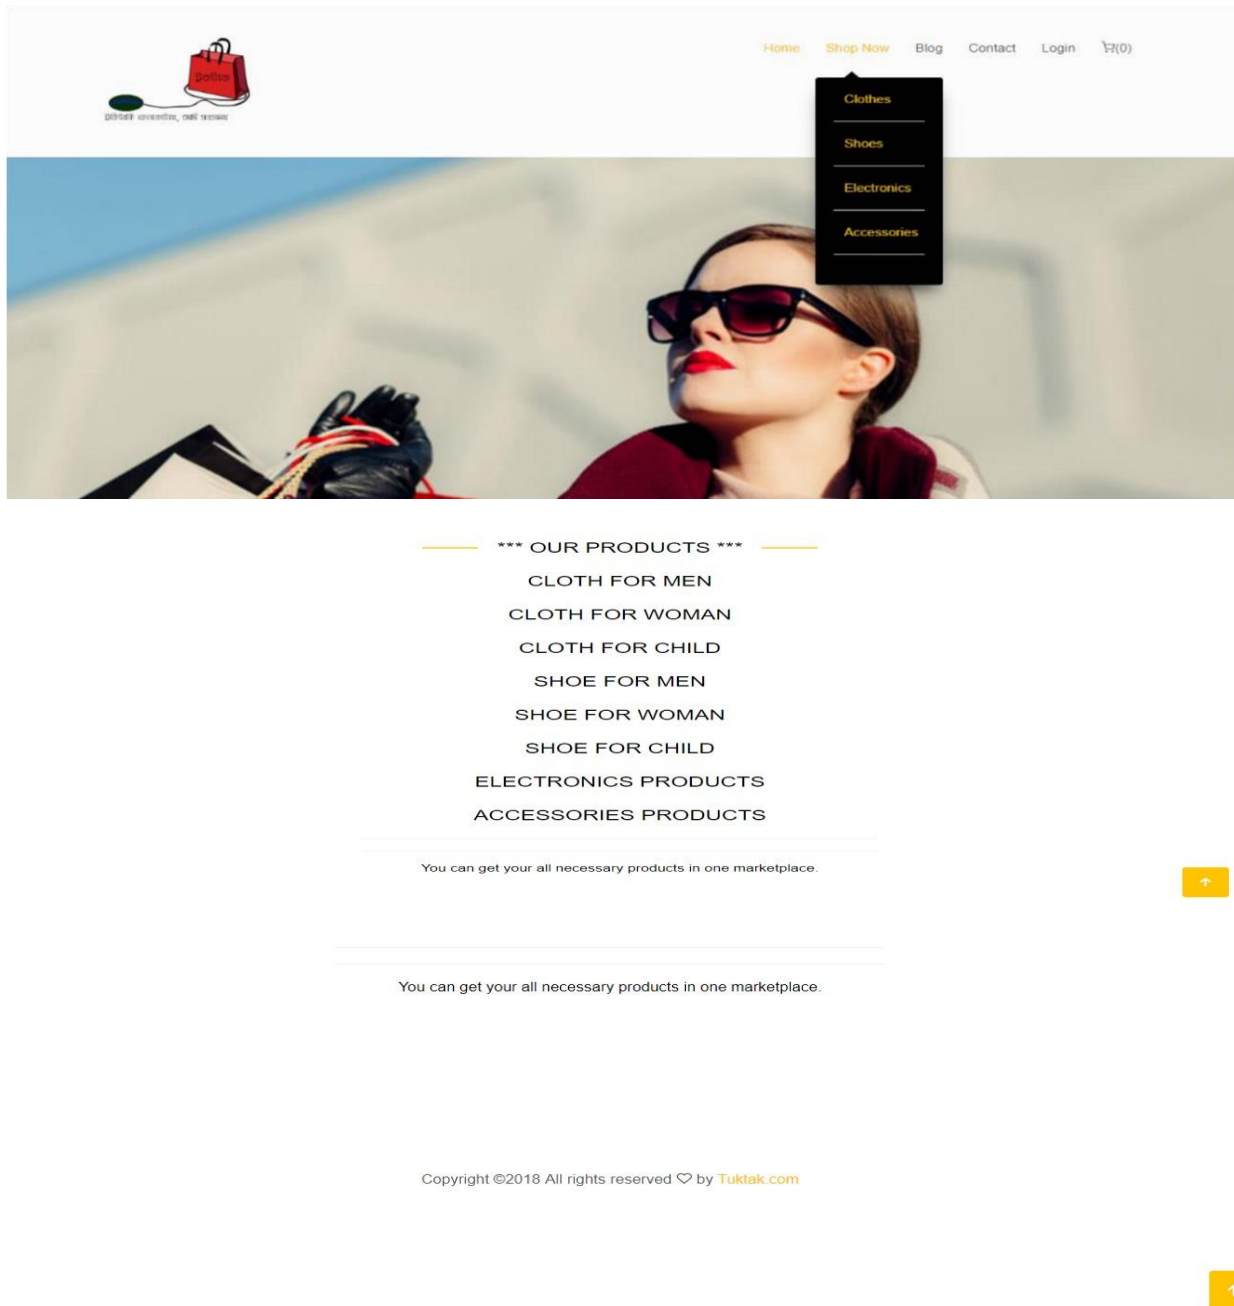 Home Shop Now Blog Contact Login (0)
Clothes
Shoes
Electronics
Accessories
*** OUR PRODUCTS ***
CLOTH FOR MEN
CLOTH FOR WOMAN
CLOTH FOR CHILD
SHOE FOR MEN
SHOE FOR WOMAN
SHOE FOR CHILD
ELECTRONICS PRODUCTS
ACCESSORIES PRODUCTS
You can get your all necessary products in one marketplace.
You can get your all necessary products in one marketplace.
Copyright ©2018 All rights reserved ♡ by Tuktak.com